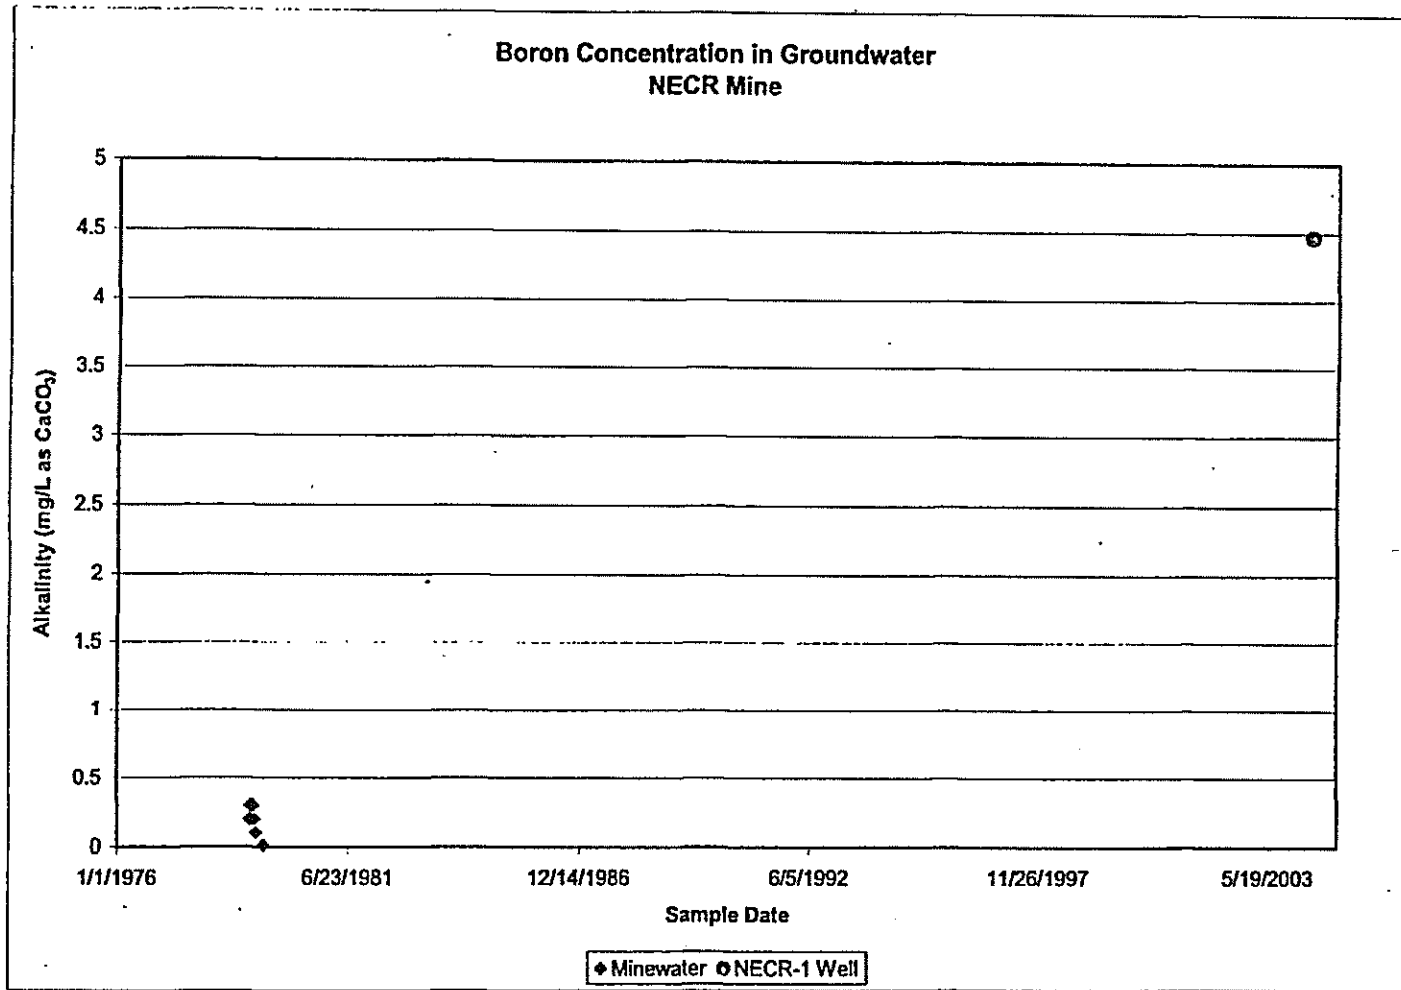 Boron Concentration in Groundwater
NECR Mine
5
4.5
4
3.5
3
2.5
2
1.5
1
0.5
0
Alkalinity (mg/L as CaCO₃)
1/1/1976 6/23/1981 12/14/1986 6/5/1992 11/26/1997 5/19/2003
Sample Date
Minewater NECR-1 Well